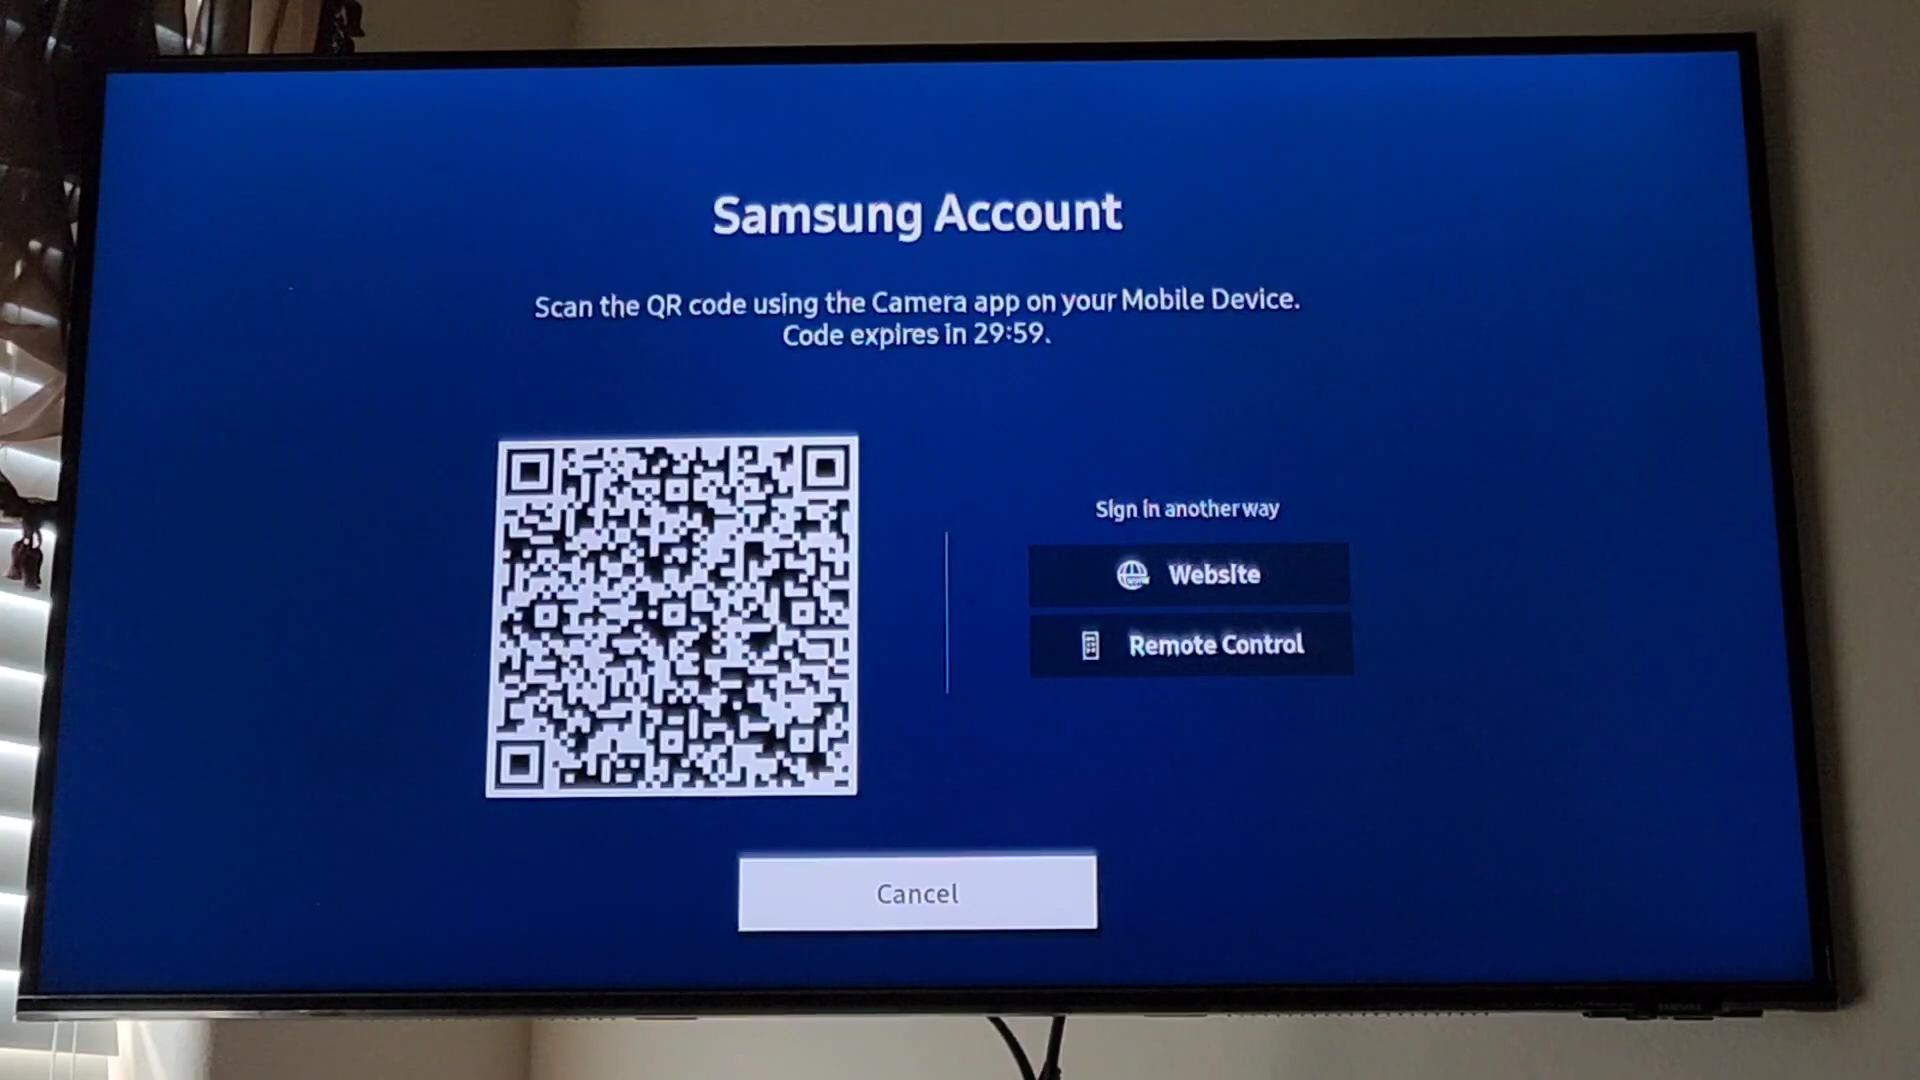 Samsung Account
Scan the QR code using the Camera app on your Mobile Device.
Code expires in 29:59.
Sign in another way
Website
Remote Control
Cancel